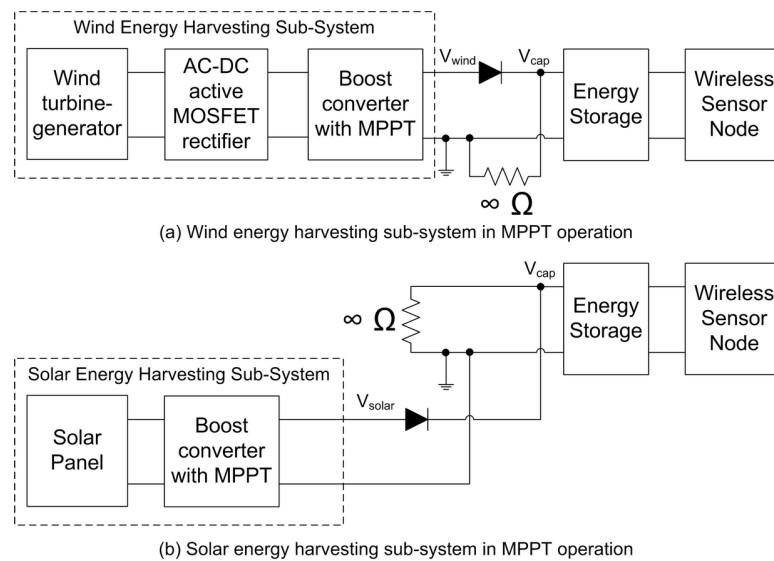 Wind Energy Harvesting Sub-System
Wind
turbine-
generator
AC-DC
active
MOSFET
rectifier
Boost
converter
with MPPT
Vwind
Vcap
Energy
Storage
Wireless
Sensor
Node
∞ Ω
(a) Wind energy harvesting sub-system in MPPT operation
Vcap
∞ Ω
Energy
Storage
Wireless
Sensor
Node
Solar Energy Harvesting Sub-System
Solar
Panel
Boost
converter
with MPPT
Vsolar
(b) Solar energy harvesting sub-system in MPPT operation